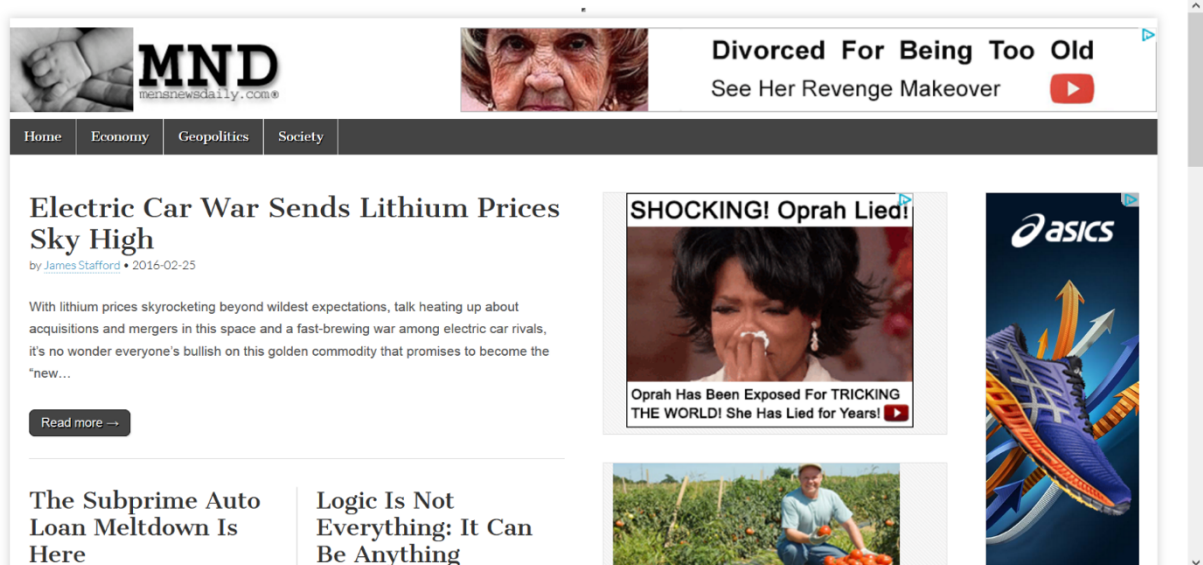 MND
mensnewsdaily.com®
Divorced For Being Too Old
See Her Revenge Makeover
Home
Economy
Geopolitics
Society
Electric Car War Sends Lithium Prices
Sky High
by James Stafford • 2016-02-25
With lithium prices skyrocketing beyond wildest expectations, talk heating up about
acquisitions and mergers in this space and a fast-brewing war among electric car rivals,
it's no wonder everyone's bullish on this golden commodity that promises to become the
"new…
Read more →
The Subprime Auto
Loan Meltdown Is
Here
Logic Is Not
Everything: It Can
Be Anything
SHOCKING! Oprah Lied!
Oprah Has Been Exposed For TRICKING
THE WORLD! She Has Lied for Years!
asics